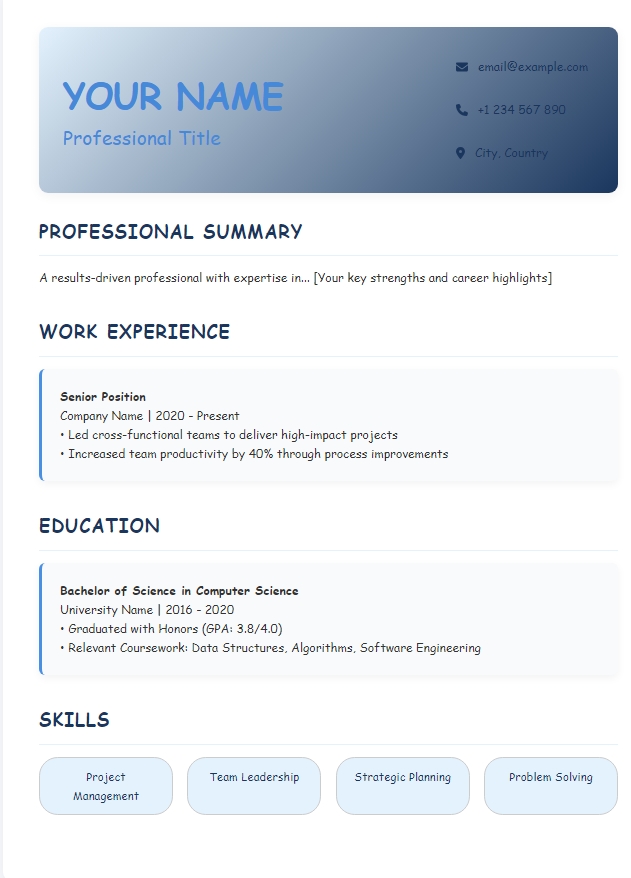 YOUR NAME
Professional Title
email@example.com
+1 234 567 890
City, Country
PROFESSIONAL SUMMARY
A results-driven professional with expertise in... [Your key strengths and career highlights]
WORK EXPERIENCE
Senior Position
Company Name | 2020 - Present
• Led cross-functional teams to deliver high-impact projects
• Increased team productivity by 40% through process improvements
EDUCATION
Bachelor of Science in Computer Science
University Name | 2016 - 2020
• Graduated with Honors (GPA: 3.8/4.0)
• Relevant Coursework: Data Structures, Algorithms, Software Engineering
SKILLS
Project
Management
Team Leadership
Strategic Planning
Problem Solving